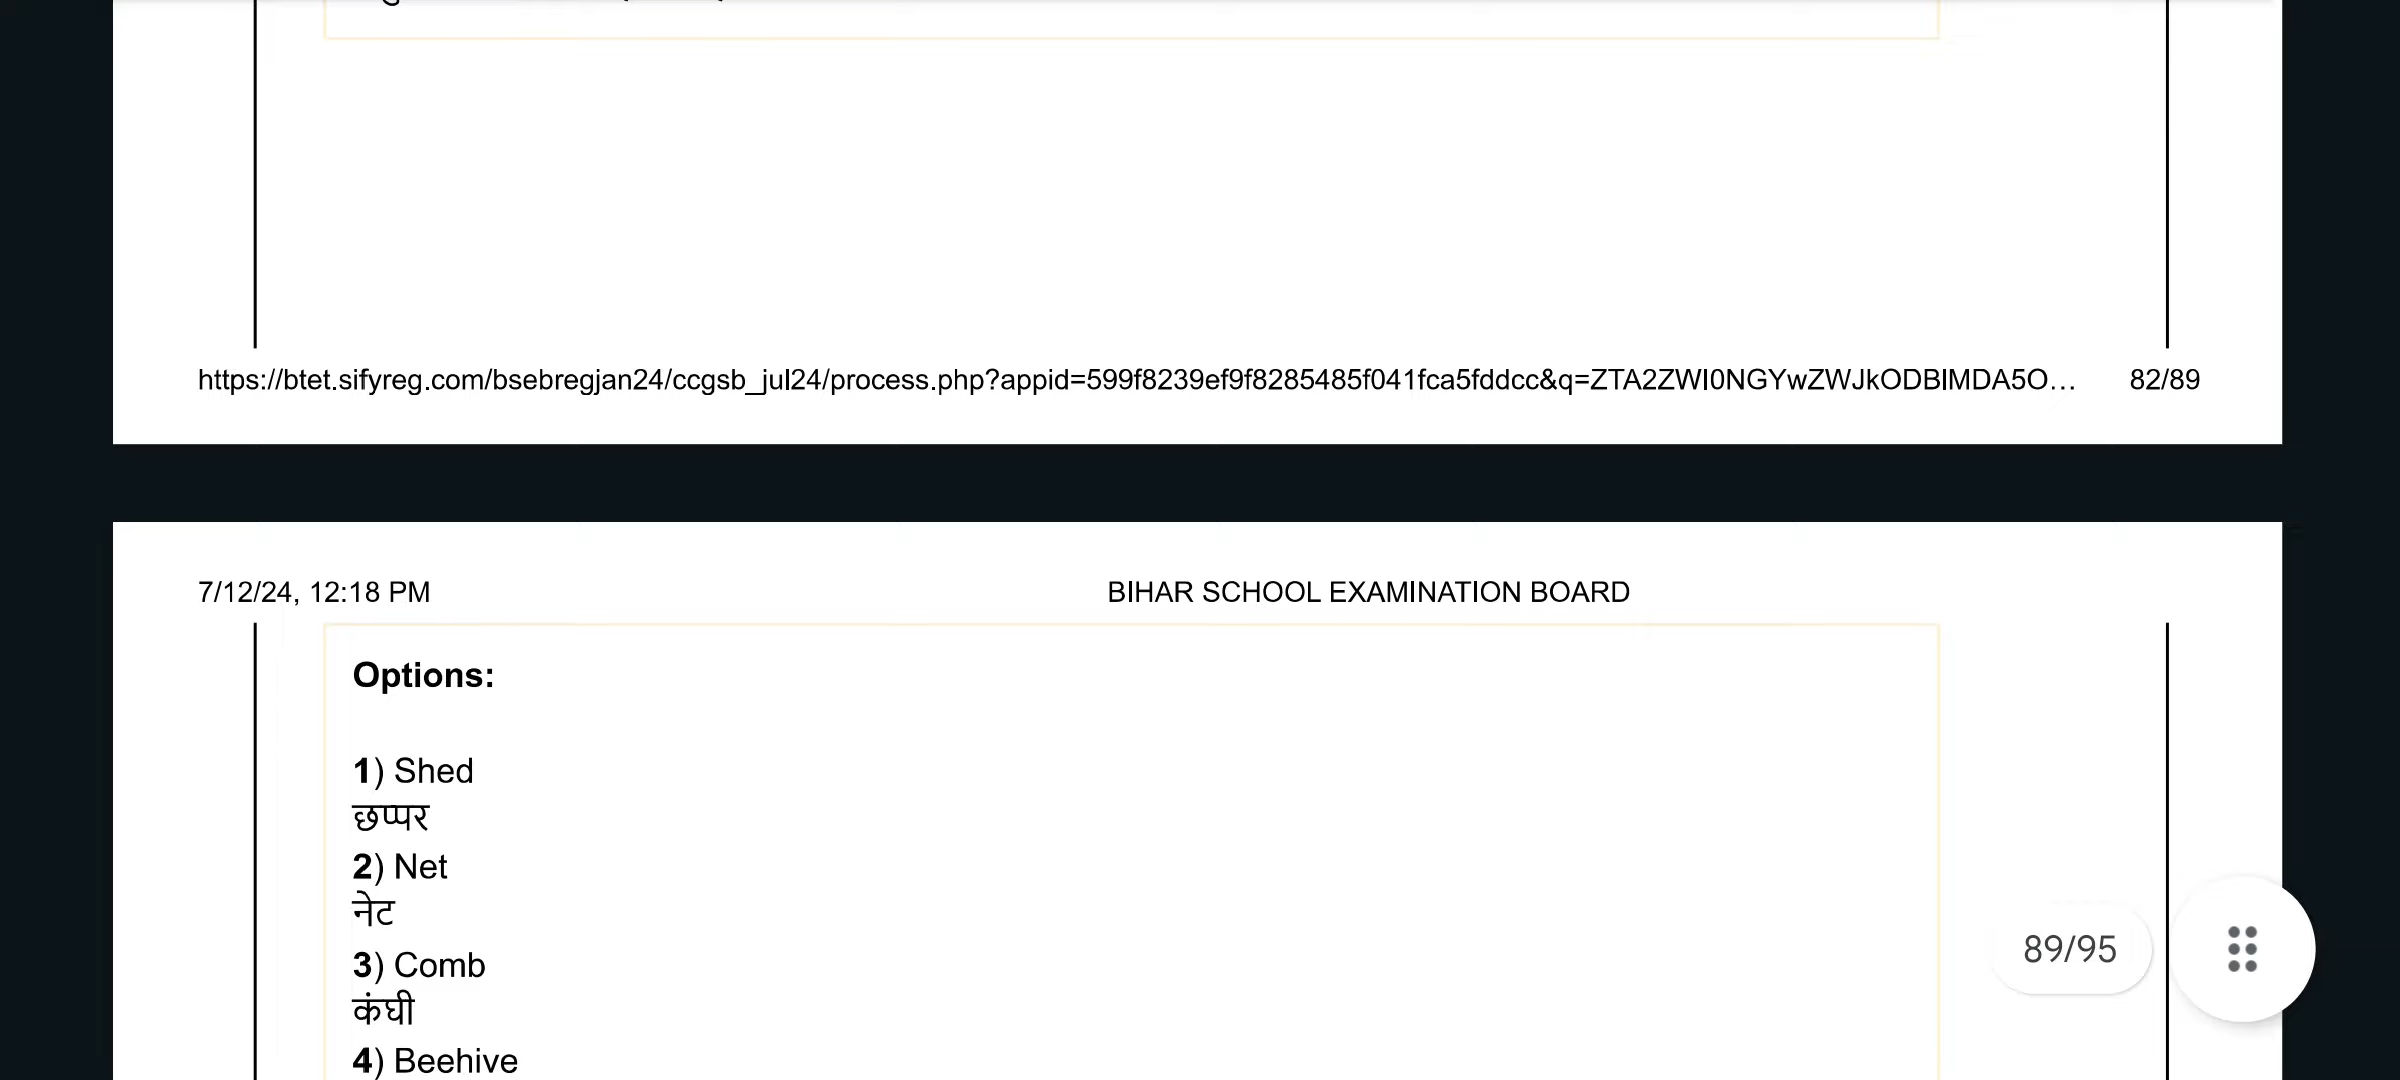 https://btet.sifyreg.com/bsebregjan24/ccgsb_jul24/process.php?appid=599f8239ef9f8285485f041fca5fddcc&q=ZTA2ZWI0NGYwZWJkODBIMDA5O… 82/89
7/12/24, 12:18 PM BIHAR SCHOOL EXAMINATION BOARD
Options:
1) Shed
छप्पर
2) Net
नेट
3) Comb
कंघी
4) Beehive
89/95